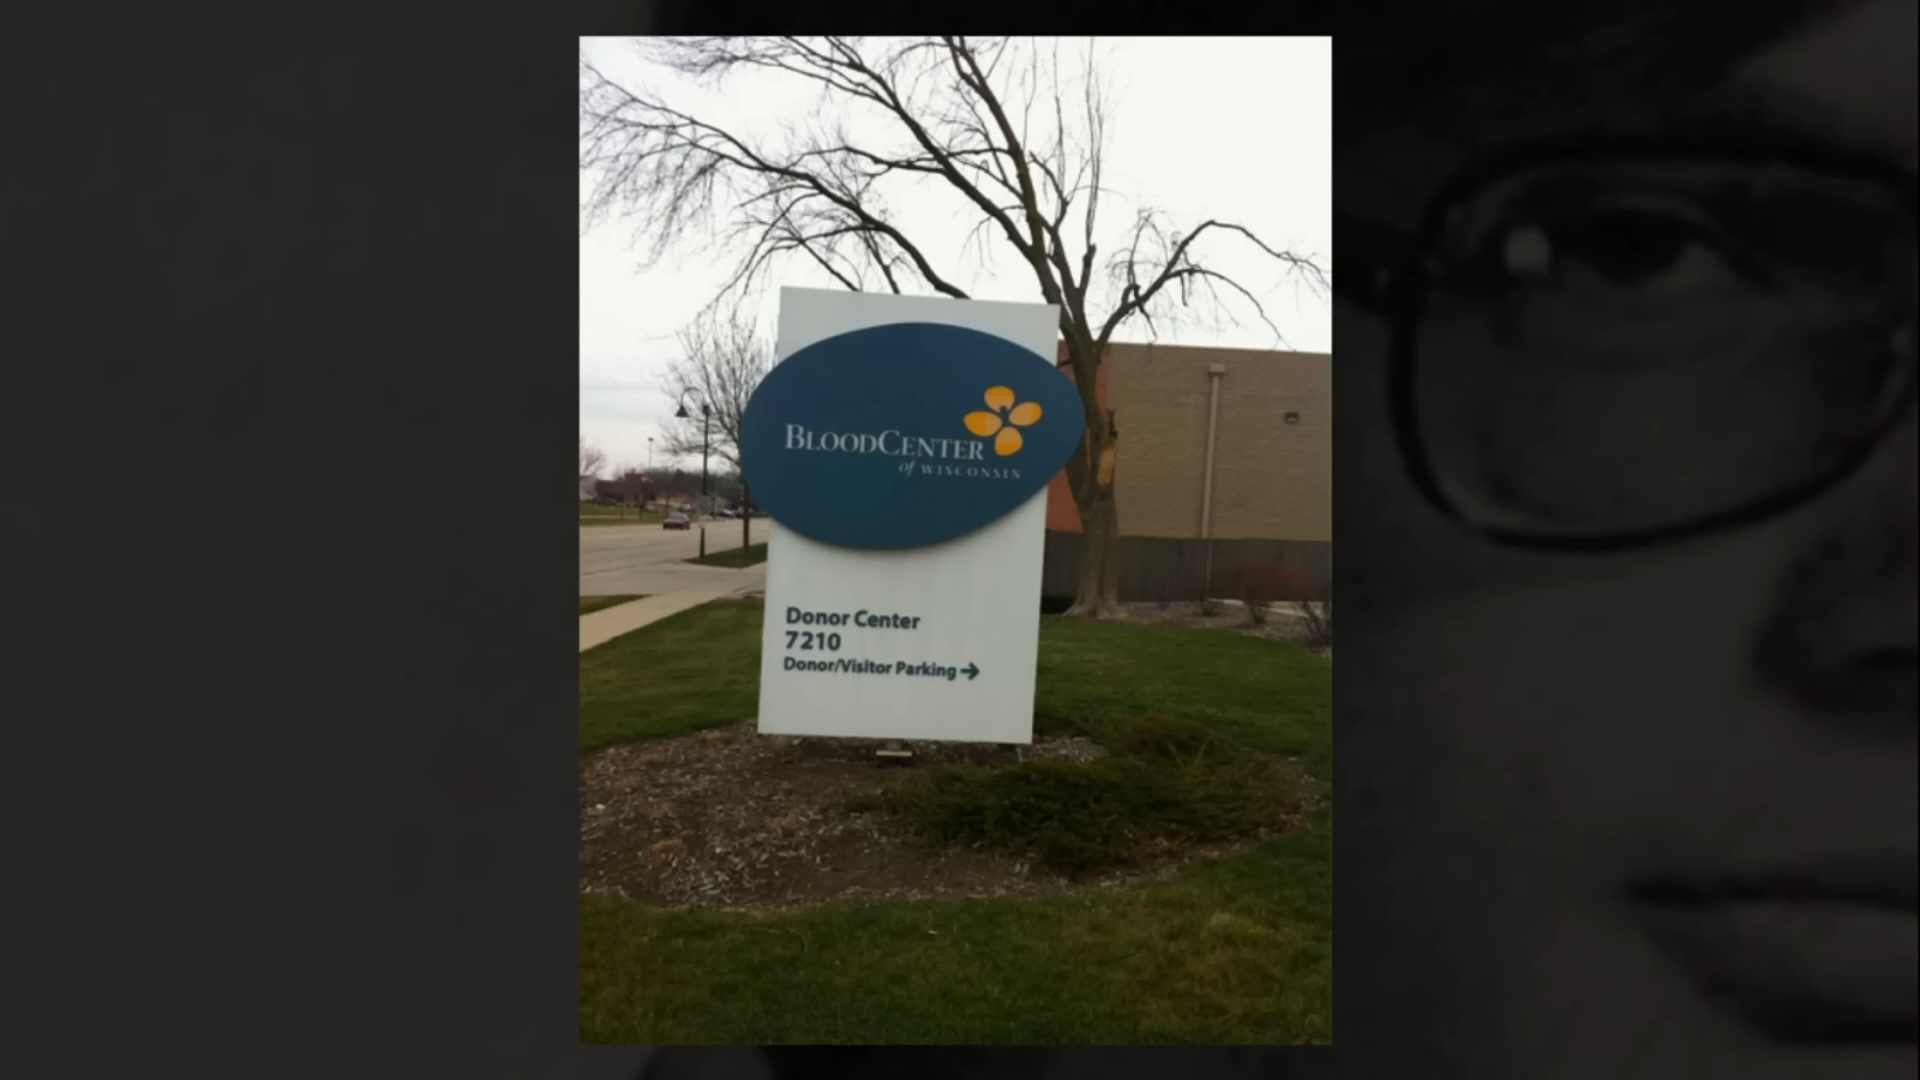 BLOODCENTER
of WISCONSIN
Donor Center
7210
Donor/Visitor Parking →